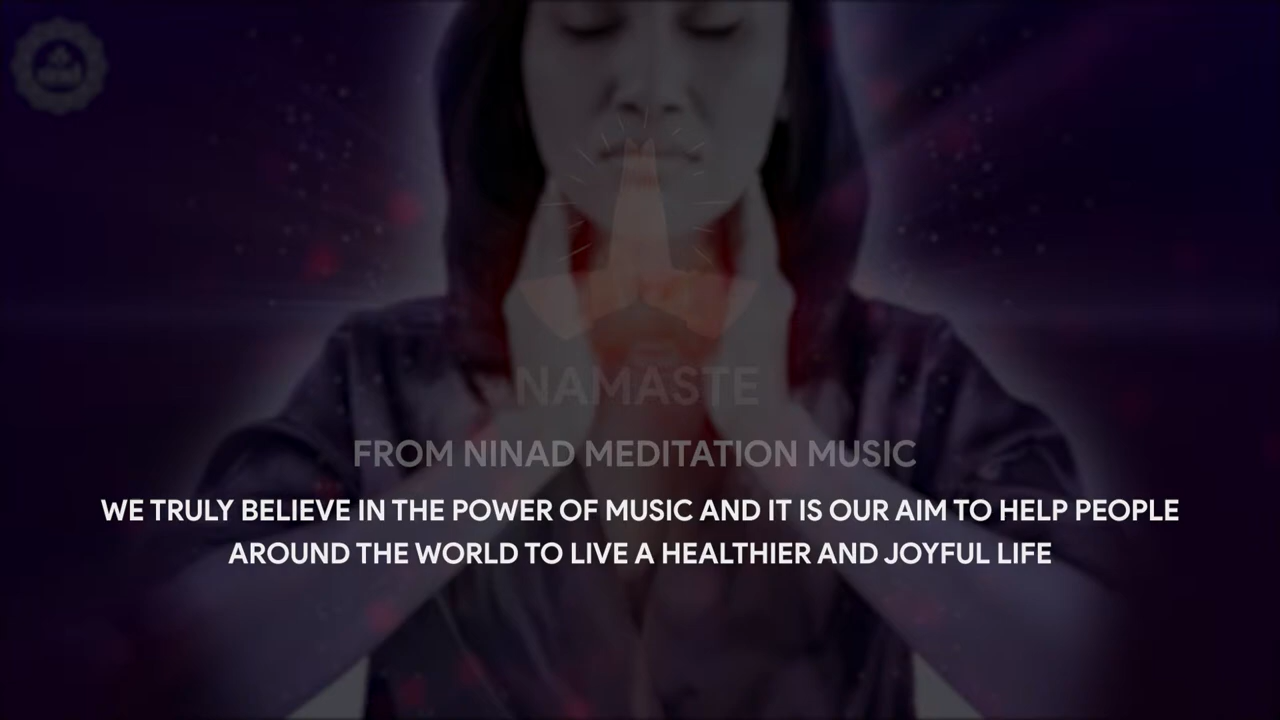 NAMASTE
FROM NINAD MEDITATION MUSIC
WE TRULY BELIEVE IN THE POWER OF MUSIC AND IT IS OUR AIM TO HELP PEOPLE
AROUND THE WORLD TO LIVE A HEALTHIER AND JOYFUL LIFE